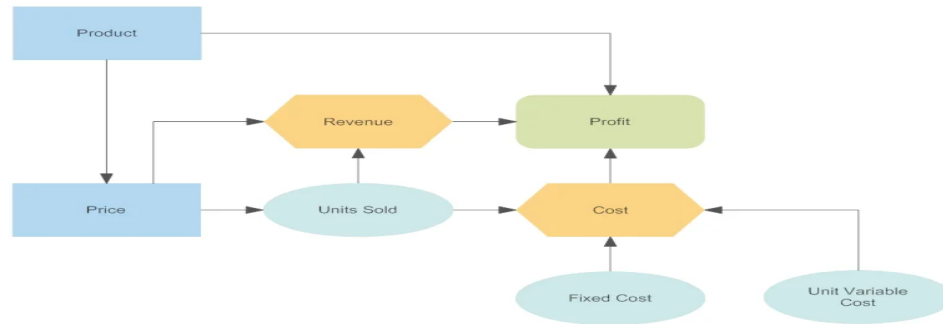 Product
Revenue
Profit
Price
Units Sold
Cost
Fixed Cost
Unit Variable
Cost